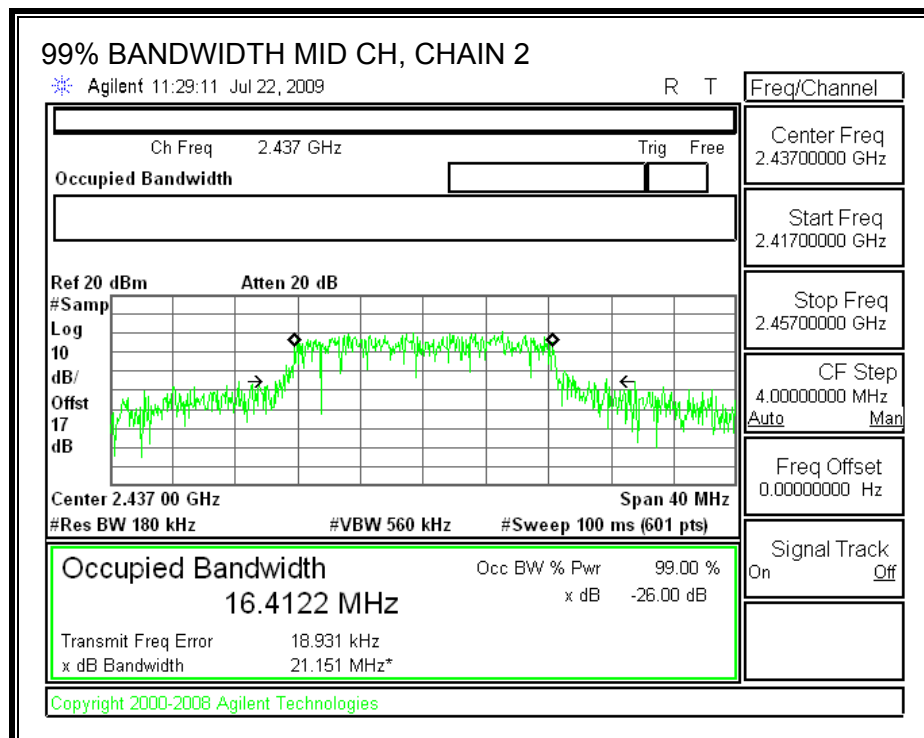 99% BANDWIDTH MID CH, CHAIN 2
Agilent 11:29:11 Jul 22, 2009 R T
Ch Freq 2.437 GHz Trig Free
Occupied Bandwidth
Ref 20 dBm Atten 20 dB
#Samp
Log
10
dB/
Offst
17
dB
Center 2.437 00 GHz Span 40 MHz
#Res BW 180 kHz #VBW 560 kHz #Sweep 100 ms (601 pts)
Occupied Bandwidth Occ BW % Pwr 99.00 %
16.4122 MHz x dB -26.00 dB
Transmit Freq Error 18.931 kHz
x dB Bandwidth 21.151 MHz*
Copyright 2000-2008 Agilent Technologies
Freq/Channel
Center Freq
2.43700000 GHz
Start Freq
2.41700000 GHz
Stop Freq
2.45700000 GHz
CF Step
4.00000000 MHz
Auto Man
Freq Offset
0.00000000 Hz
Signal Track
On Off